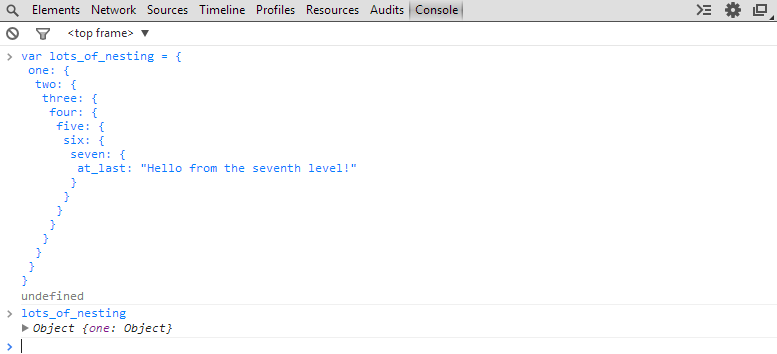 Elements Network Sources Timeline Profiles Resources Audits Console
<top frame> ▼
> var lots_of_nesting = {
one: {
two: {
three: {
four: {
five: {
six: {
seven: {
at_last: "Hello from the seventh level!"
}
}
}
}
}
}
}
}
undefined
> lots_of_nesting
▶ Object {one: Object}
>